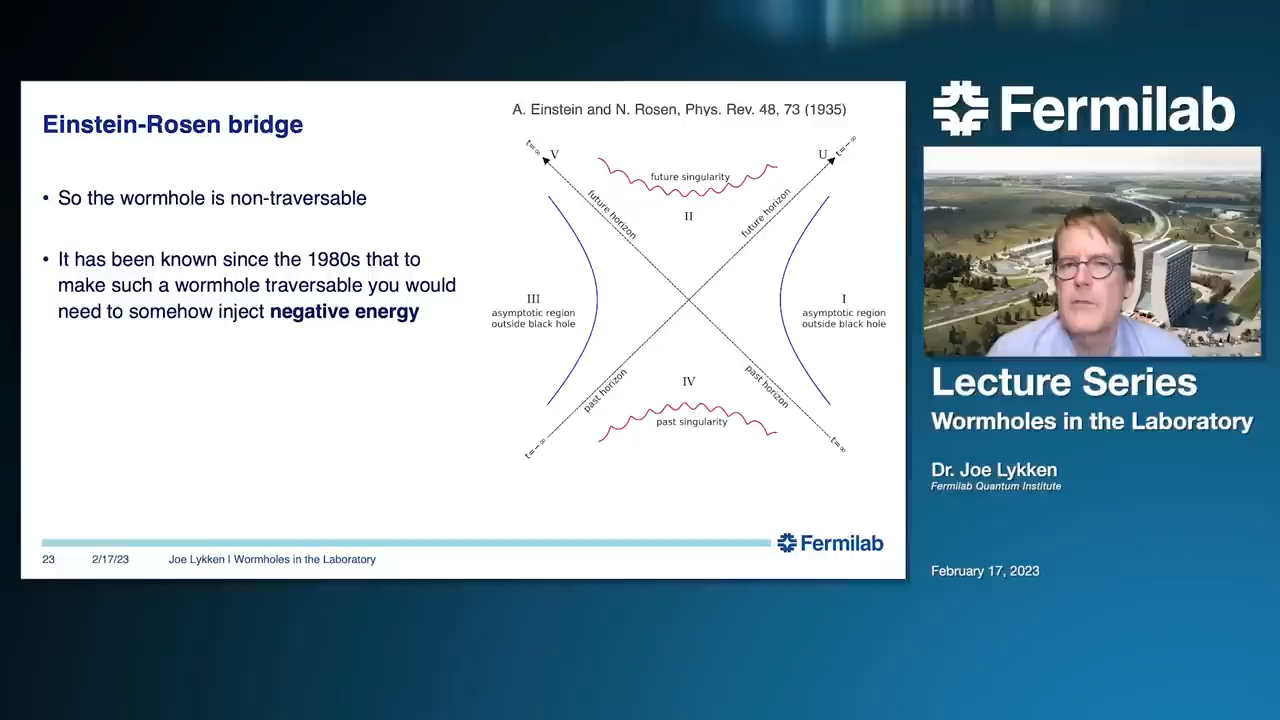 Einstein-Rosen bridge
• So the wormhole is non-traversable
• It has been known since the 1980s that to
make such a wormhole traversable you would
need to somehow inject negative energy
A. Einstein and N. Rosen, Phys. Rev. 48, 73 (1935)
t=∞
V
U
t=∞
future singularity
future horizon
future horizon
II
III
asymptotic region
outside black hole
I
asymptotic region
outside black hole
IV
past horizon
past horizon
past singularity
t=−∞
t=∞
23
2/17/23
Joe Lykken | Wormholes in the Laboratory
Fermilab
Fermilab
Lecture Series
Wormholes in the Laboratory
Dr. Joe Lykken
Fermilab Quantum Institute
February 17, 2023